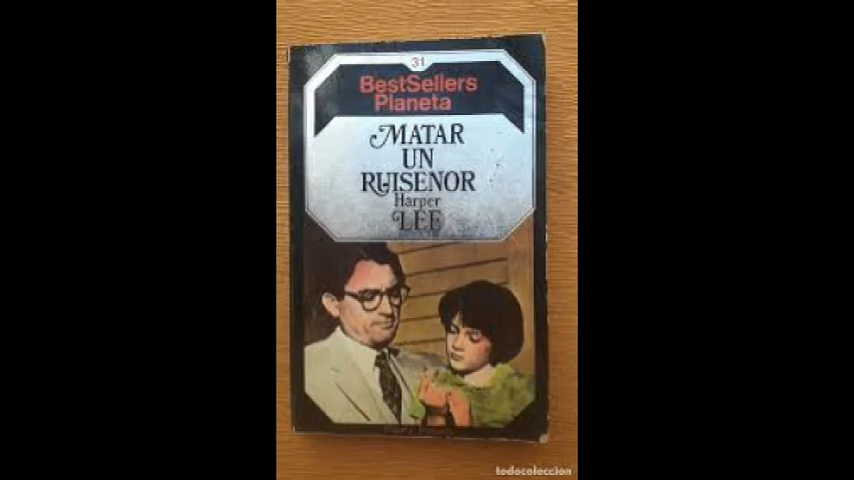 31
BestSellers
Planeta
MATAR
UN
RUISENOR
Harper
LEE
todocoleccion